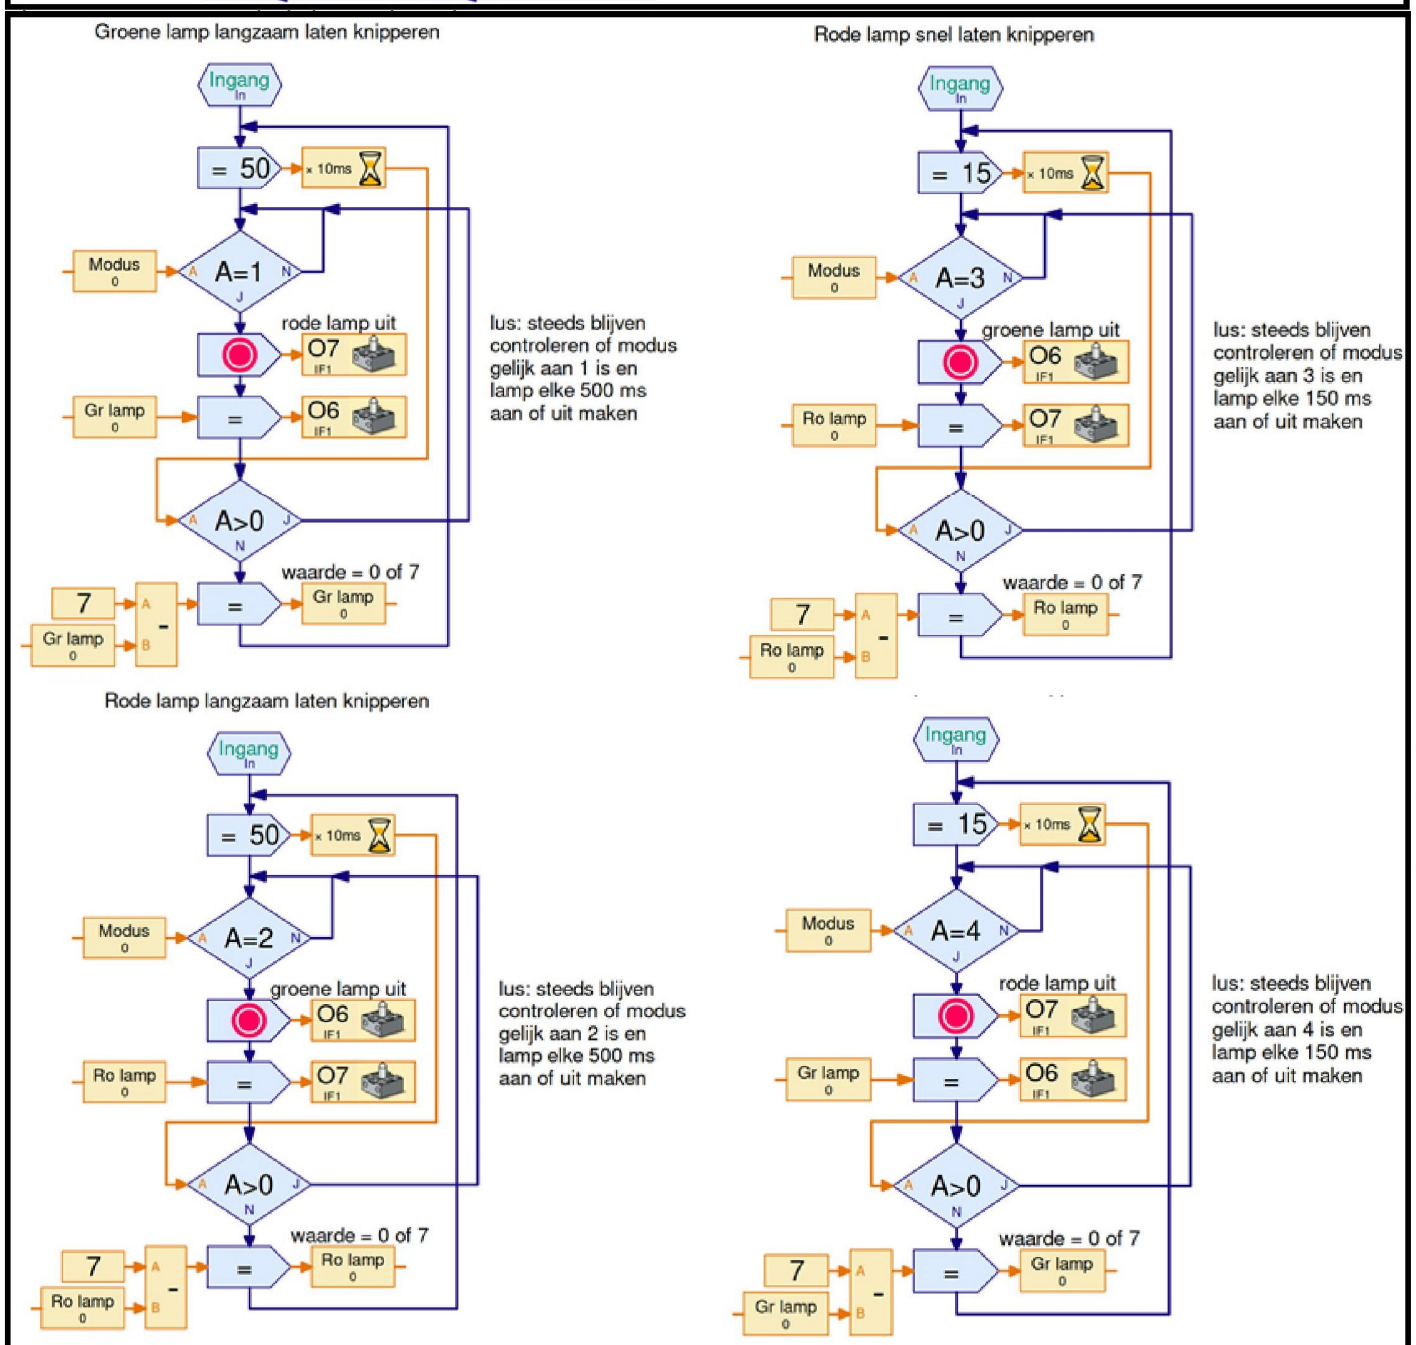 Groene lamp langzaam laten knipperen
Ingang
In
= 50
x 10ms
Modus
0
A
A=1
N
J
rode lamp uit
O7
IF1
Gr lamp
0
=
O6
IF1
A
A>0
J
N
waarde = 0 of 7
7
A
-
=
Gr lamp
0
Gr lamp
0
B
lus: steeds blijven
controleren of modus
gelijk aan 1 is en
lamp elke 500 ms
aan of uit maken
Rode lamp snel laten knipperen
Ingang
In
= 15
x 10ms
Modus
0
A
A=3
N
J
groene lamp uit
O6
IF1
Ro lamp
0
=
O7
IF1
A
A>0
J
N
waarde = 0 of 7
7
A
-
=
Ro lamp
0
Ro lamp
0
B
lus: steeds blijven
controleren of modus
gelijk aan 3 is en
lamp elke 150 ms
aan of uit maken
Rode lamp langzaam laten knipperen
Ingang
In
= 50
x 10ms
Modus
0
A
A=2
N
J
groene lamp uit
O6
IF1
Ro lamp
0
=
O7
IF1
A
A>0
J
N
waarde = 0 of 7
7
A
-
=
Ro lamp
0
Ro lamp
0
B
lus: steeds blijven
controleren of modus
gelijk aan 2 is en
lamp elke 500 ms
aan of uit maken
Ingang
In
= 15
x 10ms
Modus
0
A
A=4
N
J
rode lamp uit
O7
IF1
Gr lamp
0
=
O6
IF1
A
A>0
J
N
waarde = 0 of 7
7
A
-
=
Gr lamp
0
Gr lamp
0
B
lus: steeds blijven
controleren of modus
gelijk aan 4 is en
lamp elke 150 ms
aan of uit maken